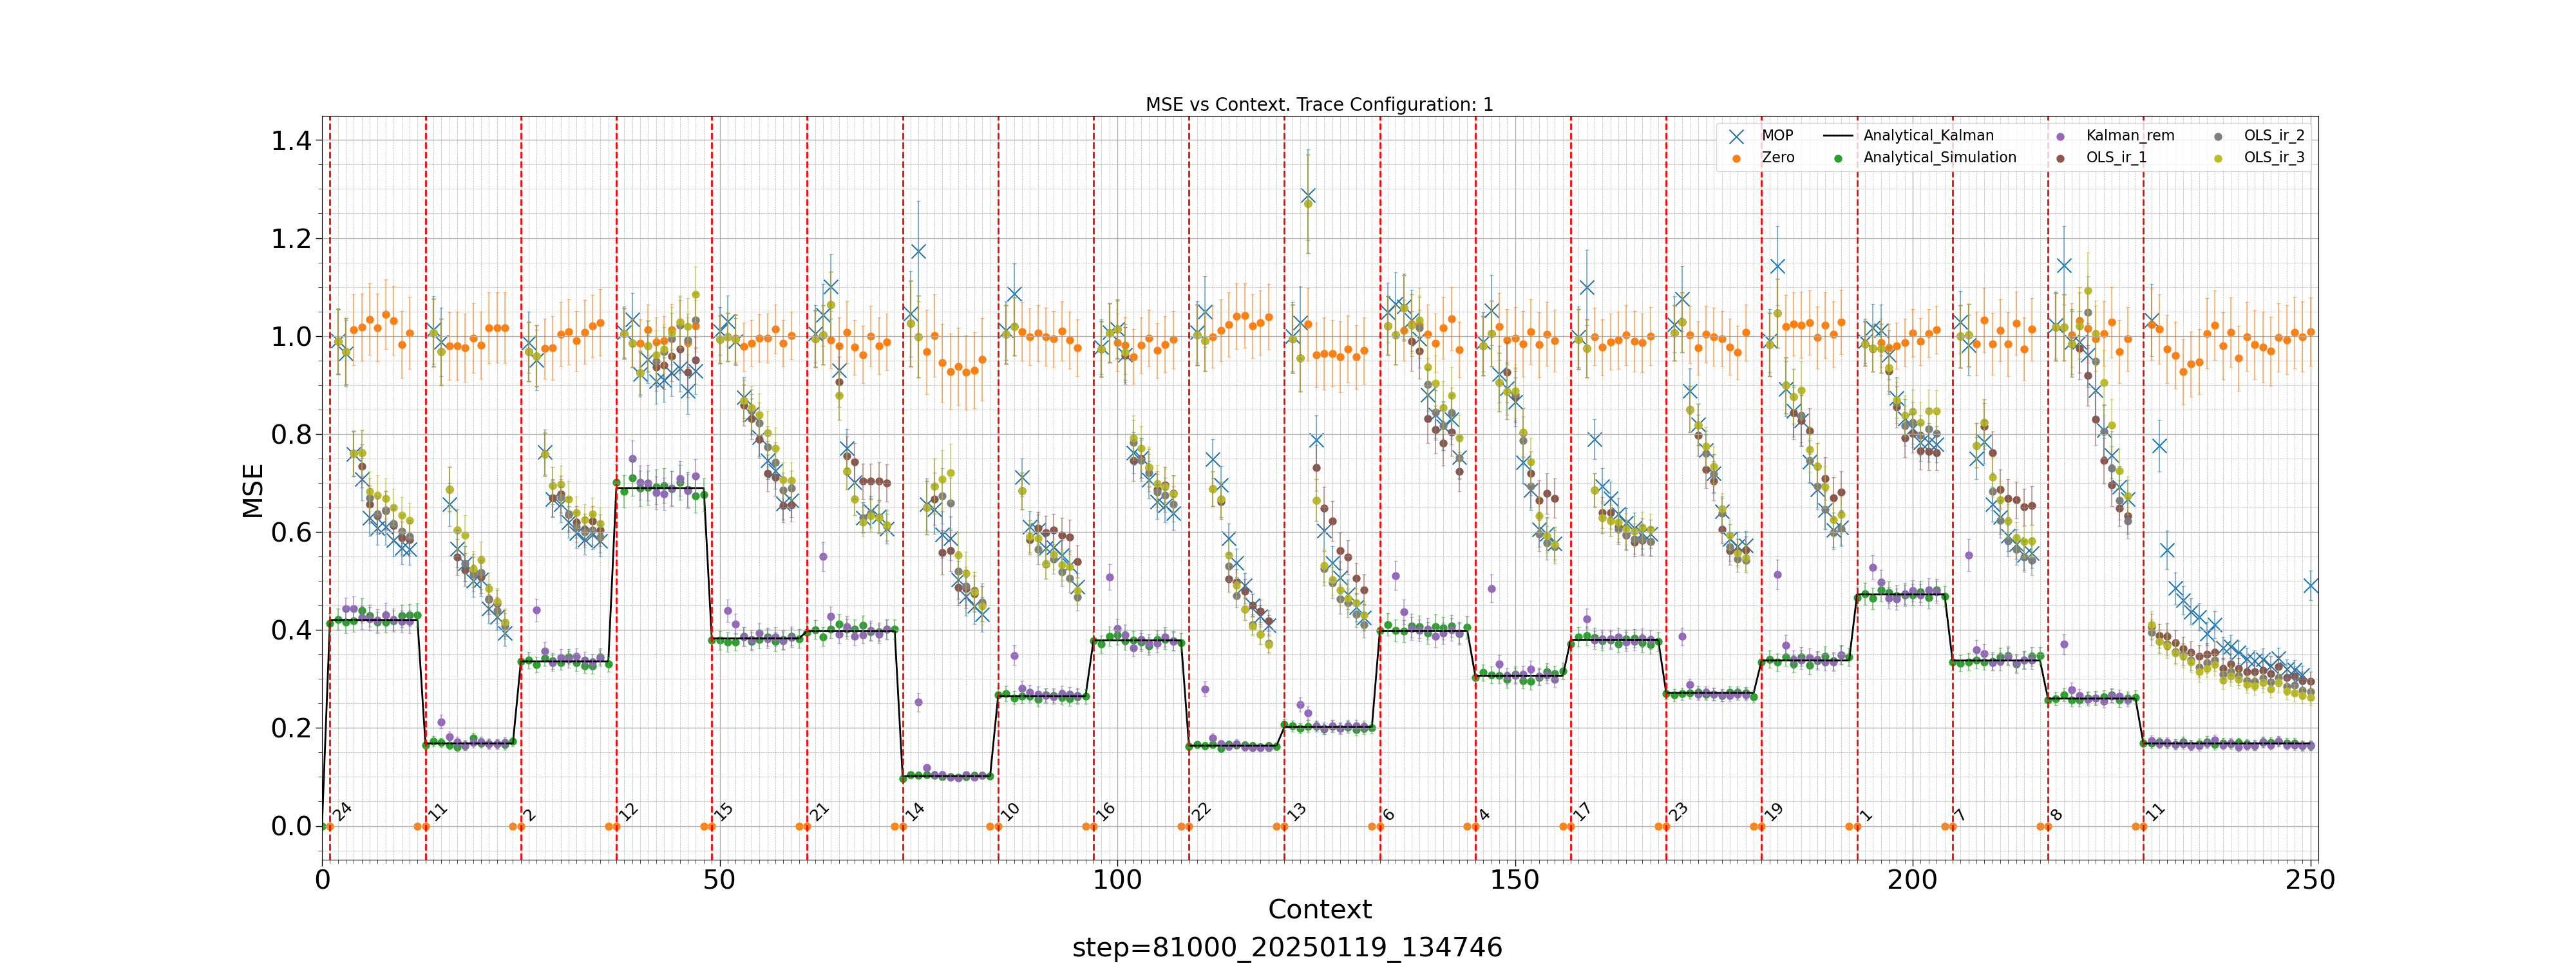 MSE vs Context. Trace Configuration: 1
MOP
Zero
Analytical_Kalman
Analytical_Simulation
Kalman_rem
OLS_ir_1
OLS_ir_2
OLS_ir_3
MSE
1.4
1.2
1.0
0.8
0.6
0.4
0.2
0.0
24 11 2 12 15 21 14 10 16 22 13 6 4 17 23 19 1 7 8 11
0 50 100 150 200 250
Context
step=81000_20250119_134746